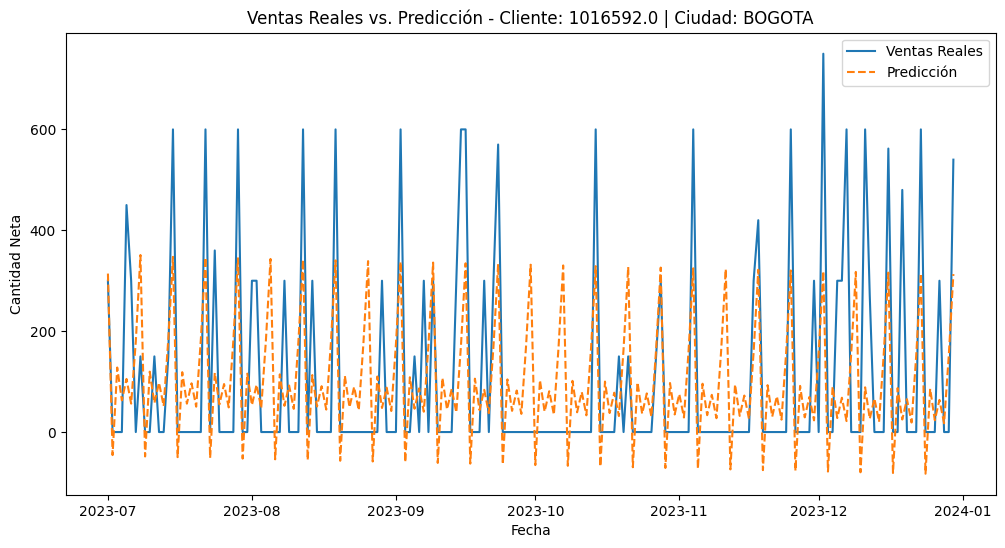 Ventas Reales vs. Predicción - Cliente: 1016592.0 | Ciudad: BOGOTA
Ventas Reales
Predicción
Cantidad Neta
600
400
200
0
2023-07
2023-08
2023-09
2023-10
2023-11
2023-12
2024-01
Fecha